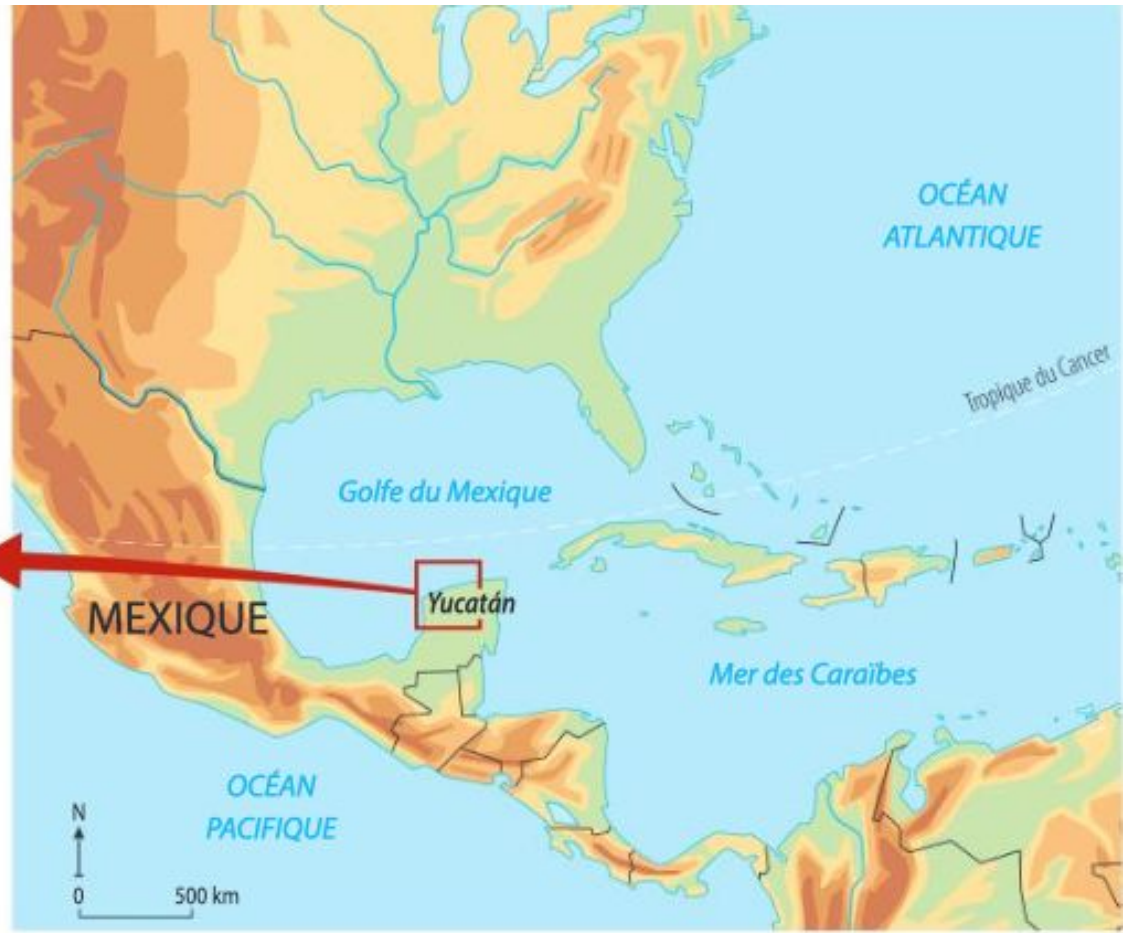 OCÉAN
ATLANTIQUE
Tropique du Cancer
Golfe du Mexique
Yucatán
MEXIQUE
Mer des Caraïbes
OCÉAN
PACIFIQUE
N
0 500 km